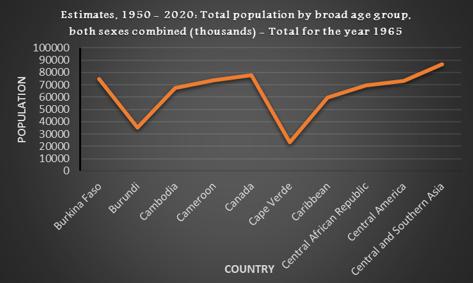 Estimates, 1950 – 2020: Total population by broad age group,
both sexes combined (thousands) – Total for the year 1965
100000
90000
80000
70000
60000
50000
40000
30000
20000
10000
0
POPULATION
Burkina Faso
Burundi
Cambodia
Cameroon
Canada
Cape Verde
Caribbean
Central African Republic
Central America
Central and Southern Asia
COUNTRY